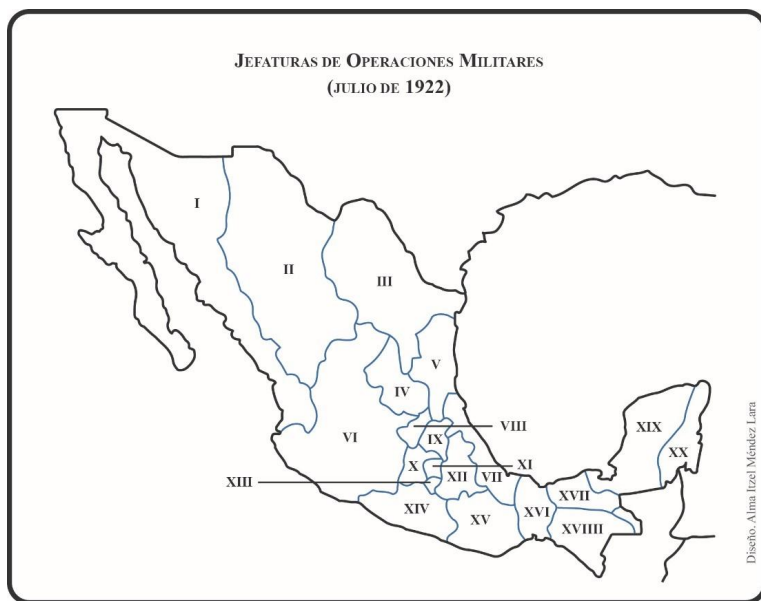 JEFATURAS DE OPERACIONES MILITARES
(JULIO DE 1922)
I
II
III
IV
V
VI
VIII
IX
X
XI
XII
VII
XIII
XIV
XV
XVI
XVII
XVIIII
XIX
XX
Diseño. Alma Itzel Méndez Lara